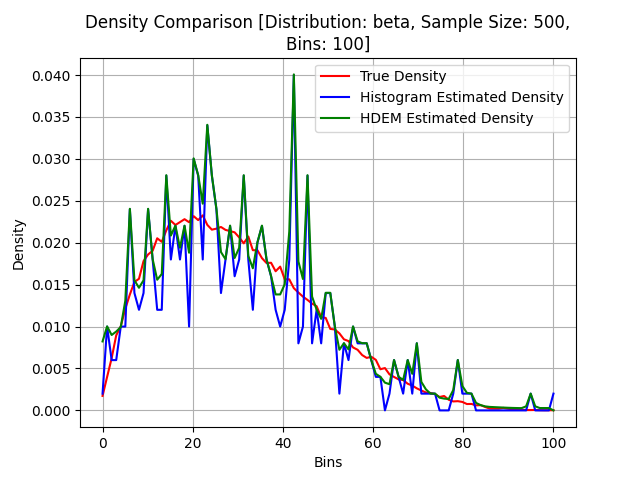 Density Comparison [Distribution: beta, Sample Size: 500,
Bins: 100]
True Density
Histogram Estimated Density
HDEM Estimated Density
Density
0.040
0.035
0.030
0.025
0.020
0.015
0.010
0.005
0.000
0 20 40 60 80 100
Bins